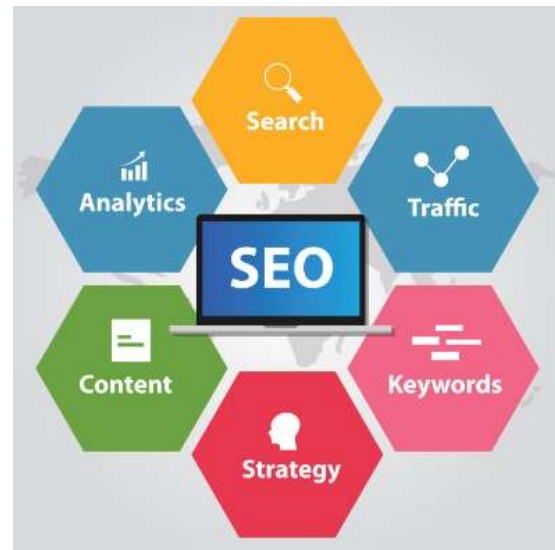 Search
Analytics
Traffic
SEO
Content
Keywords
Strategy